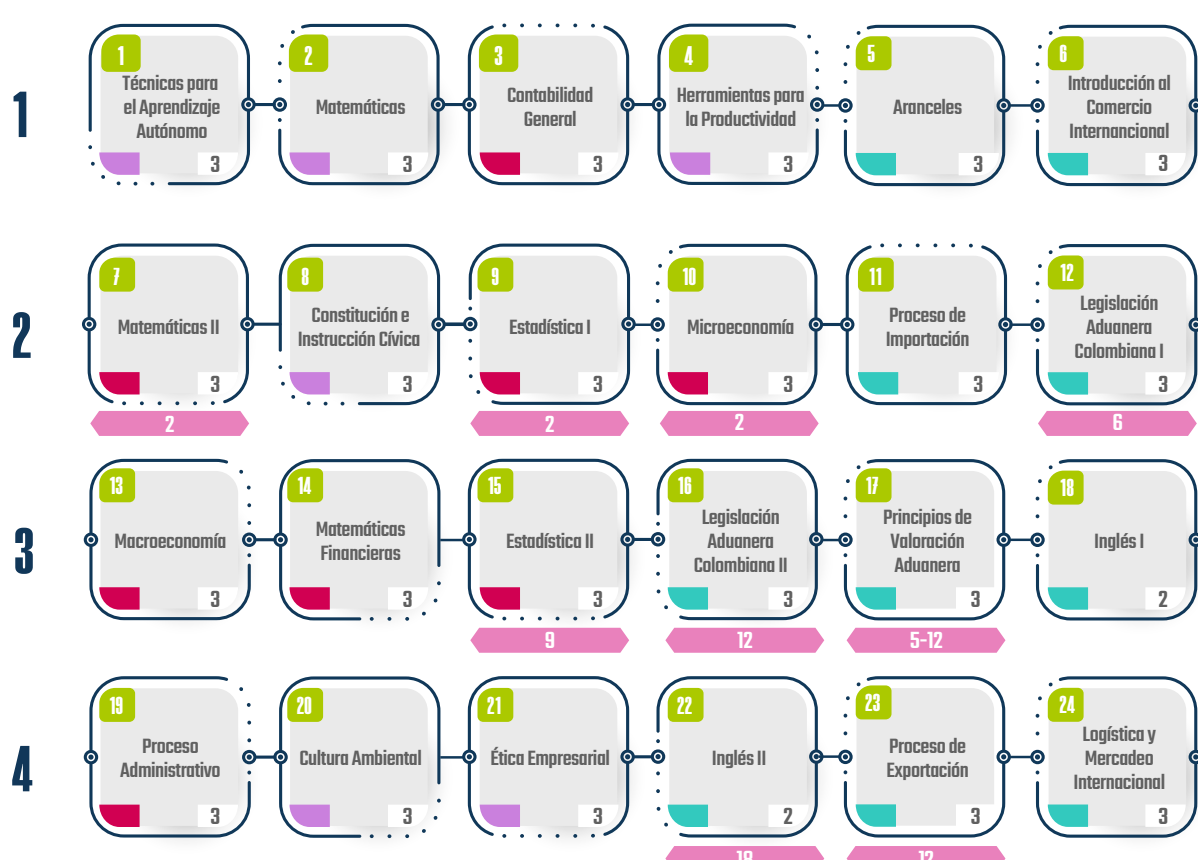 1
1
Técnicas para
el Aprendizaje
Autónomo
3
2
Matemáticas
3
3
Contabilidad
General
3
4
Herramientas para
la Productividad
3
5
Aranceles
3
6
Introducción al
Comercio
Internancional
3
2
7
Matemáticas II
3
2
8
Constitución e
Instrucción Cívica
3
9
Estadística I
3
2
10
Microeconomía
3
2
11
Proceso de
Importación
3
12
Legislación
Aduanera
Colombiana I
3
6
3
13
Macroeconomía
3
14
Matemáticas
Financieras
3
15
Estadística II
3
9
16
Legislación
Aduanera
Colombiana II
3
12
17
Principios de
Valoración
Aduanera
3
5-12
18
Inglés I
2
4
19
Proceso
Administrativo
3
20
Cultura Ambiental
3
21
Ética Empresarial
3
22
Inglés II
2
18
23
Proceso de
Exportación
3
12
24
Logística y
Mercadeo
Internacional
3